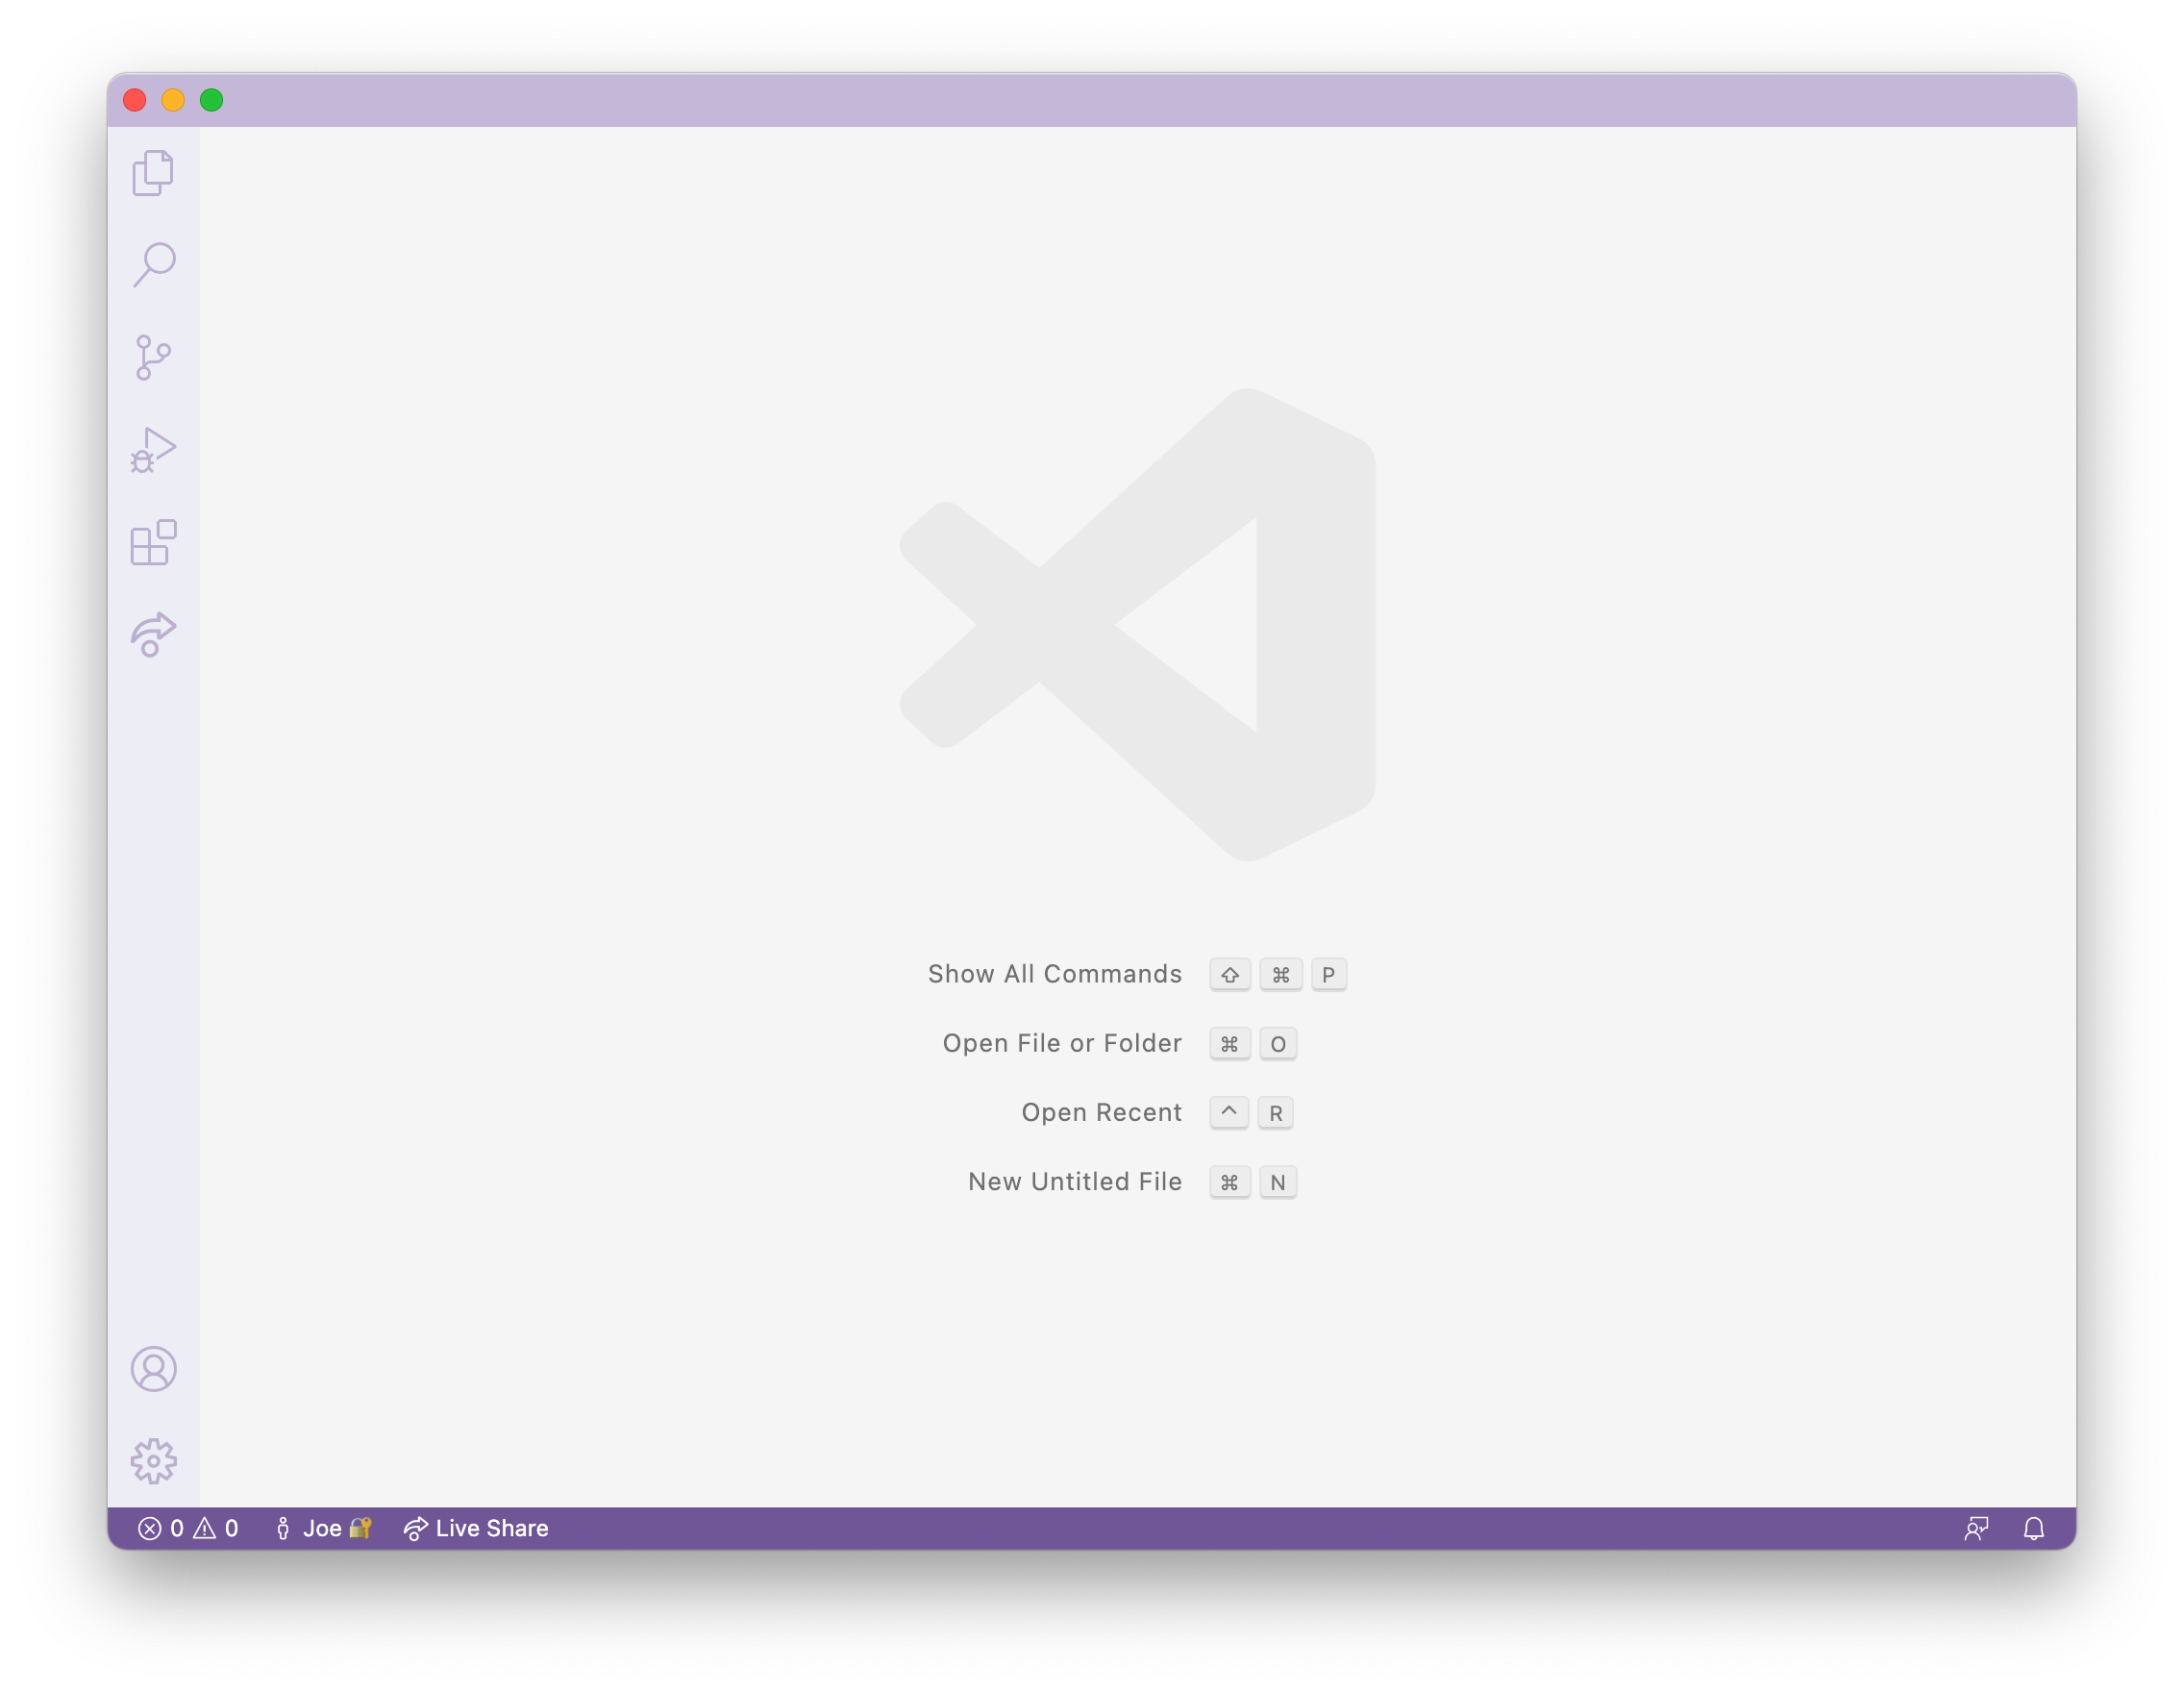 Show All Commands ⇧ ⌘ P
Open File or Folder ⌘ O
Open Recent ^ R
New Untitled File ⌘ N
0 0 Joe 🔐 Live Share